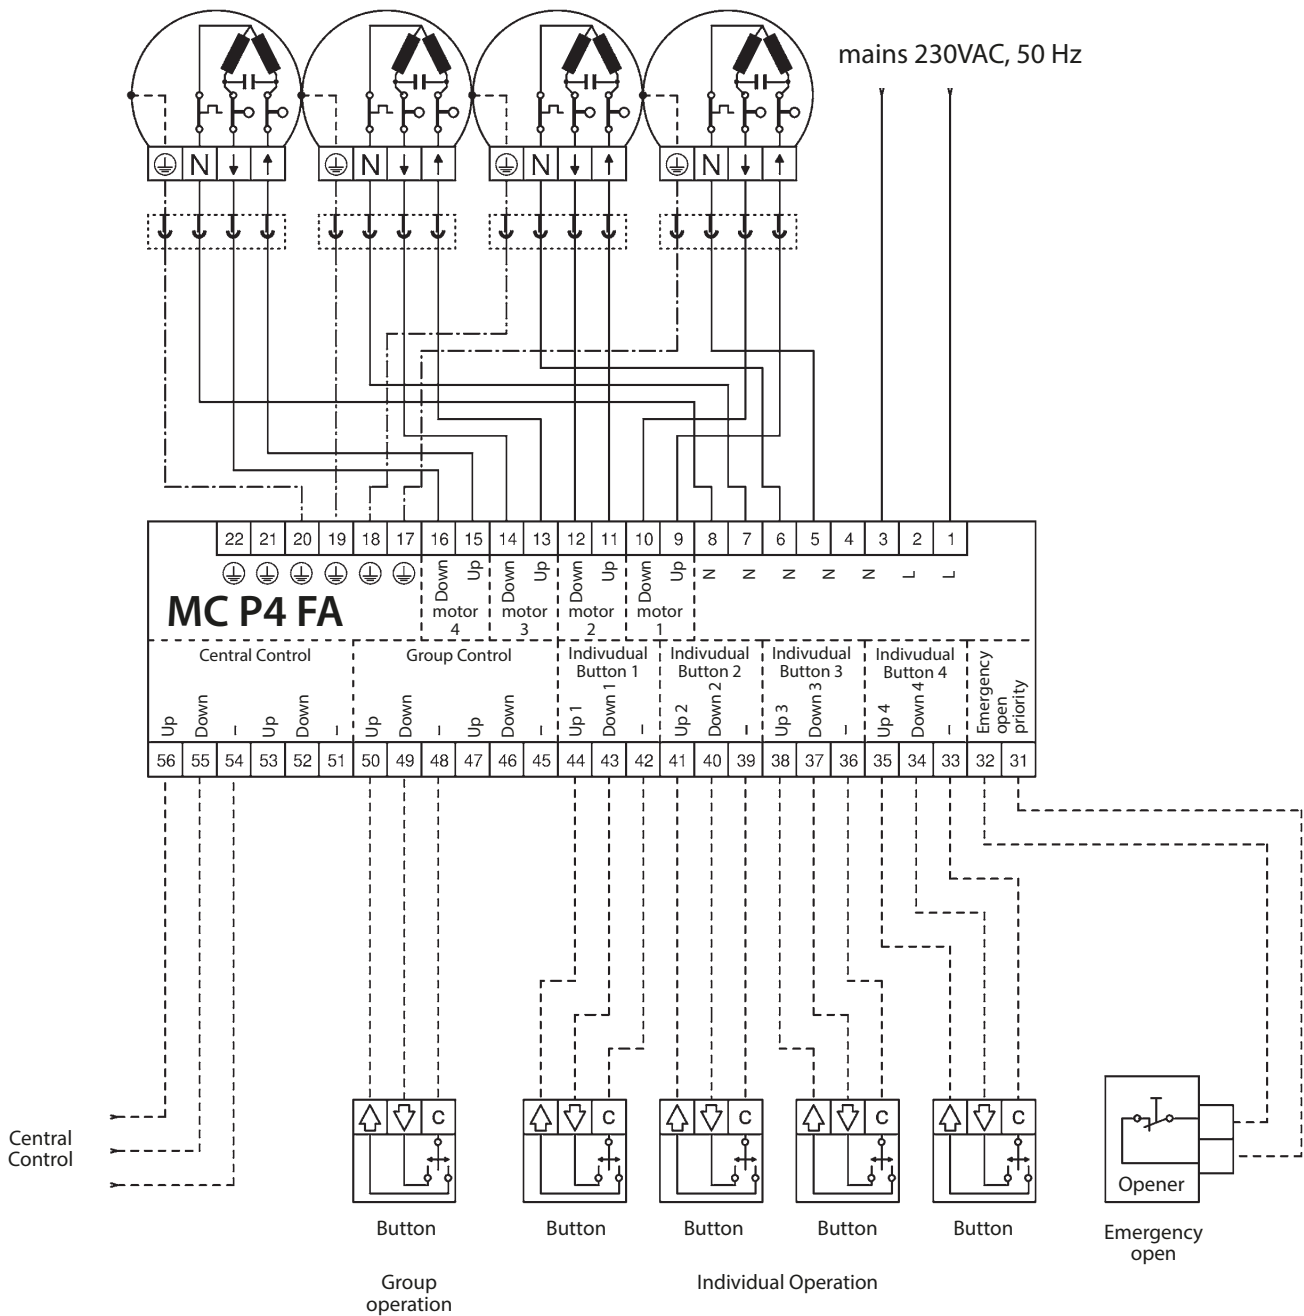 mains 230VAC, 50 Hz
N N N N
22 21 20 19 18 17 16 15 14 13 12 11 10 9 8 7 6 5 4 3 2 1
Down Up Down Up Down Up Down Up N N N N N L L
motor 4
motor 3
motor 2
motor 1
MC P4 FA
Central Control
Group Control
Indivudual Button 1
Indivudual Button 2
Indivudual Button 3
Indivudual Button 4
Emergency open priority
Up Down – Up Down – Up Down – Up Down – Up 1 Down 1 – Up 2 Down 2 – Up 3 Down 3 – Up 4 Down 4 –
56 55 54 53 52 51 50 49 48 47 46 45 44 43 42 41 40 39 38 37 36 35 34 33 32 31
C C C C C
Central
Control
Opener
Button Button Button Button Button
Emergency
open
Group
operation
Individual Operation